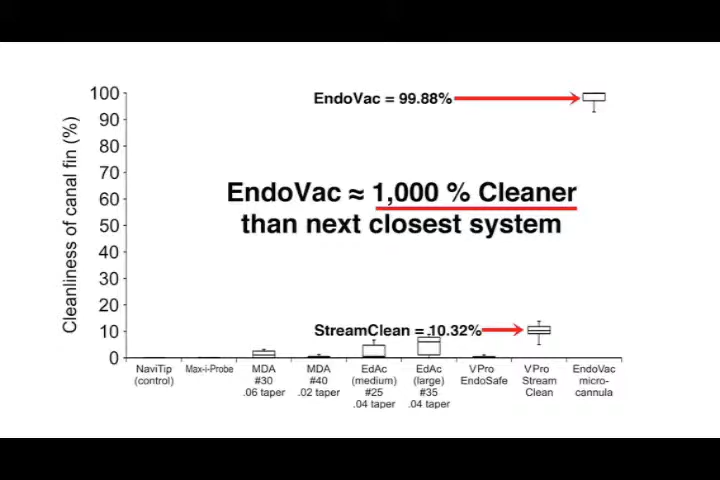 EndoVac = 99.88%
EndoVac ≈ 1,000 % Cleaner
than next closest system
StreamClean = 10.32%
Cleanliness of canal fin (%)
100
90
80
70
60
50
40
30
20
10
0
NaviTip
(control)
Max-i-Probe
MDA
#30
.06 taper
MDA
#40
.02 taper
EdAc
(medium)
#25
.04 taper
EdAc
(large)
#35
.04 taper
VPro
EndoSafe
VPro
Stream
Clean
EndoVac
micro-
cannula